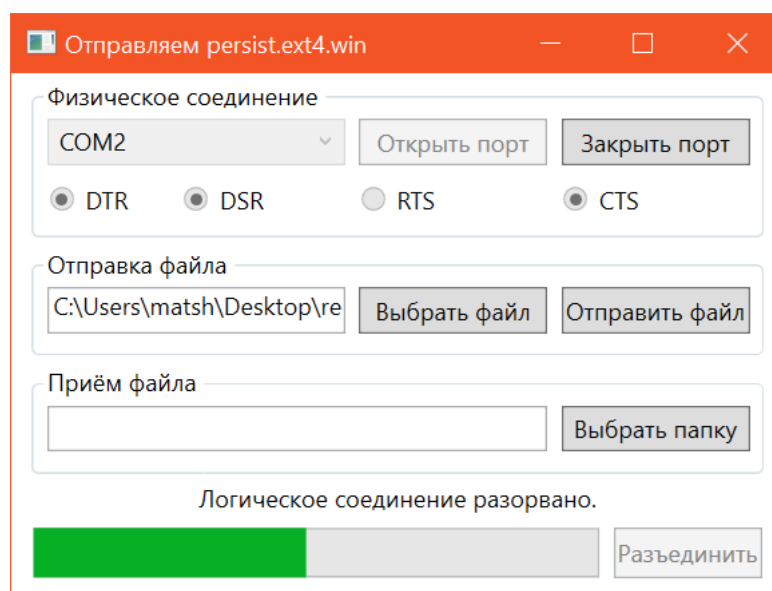 Отправляем persist.ext4.win
Физическое соединение
COM2
Открыть порт
Закрыть порт
DTR
DSR
RTS
CTS
Отправка файла
C:\Users\matsh\Desktop\re
Выбрать файл
Отправить файл
Приём файла
Выбрать папку
Логическое соединение разорвано.
Разъединить